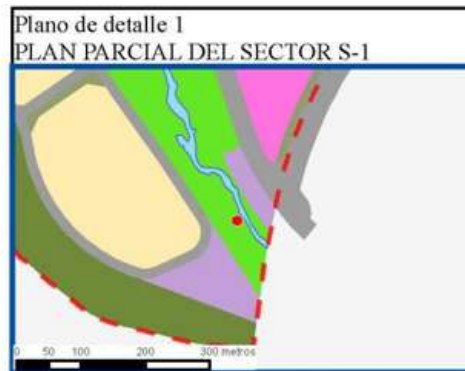 Plano de detalle 1
PLAN PARCIAL DEL SECTOR S-1
0 50 100 200 300 metros